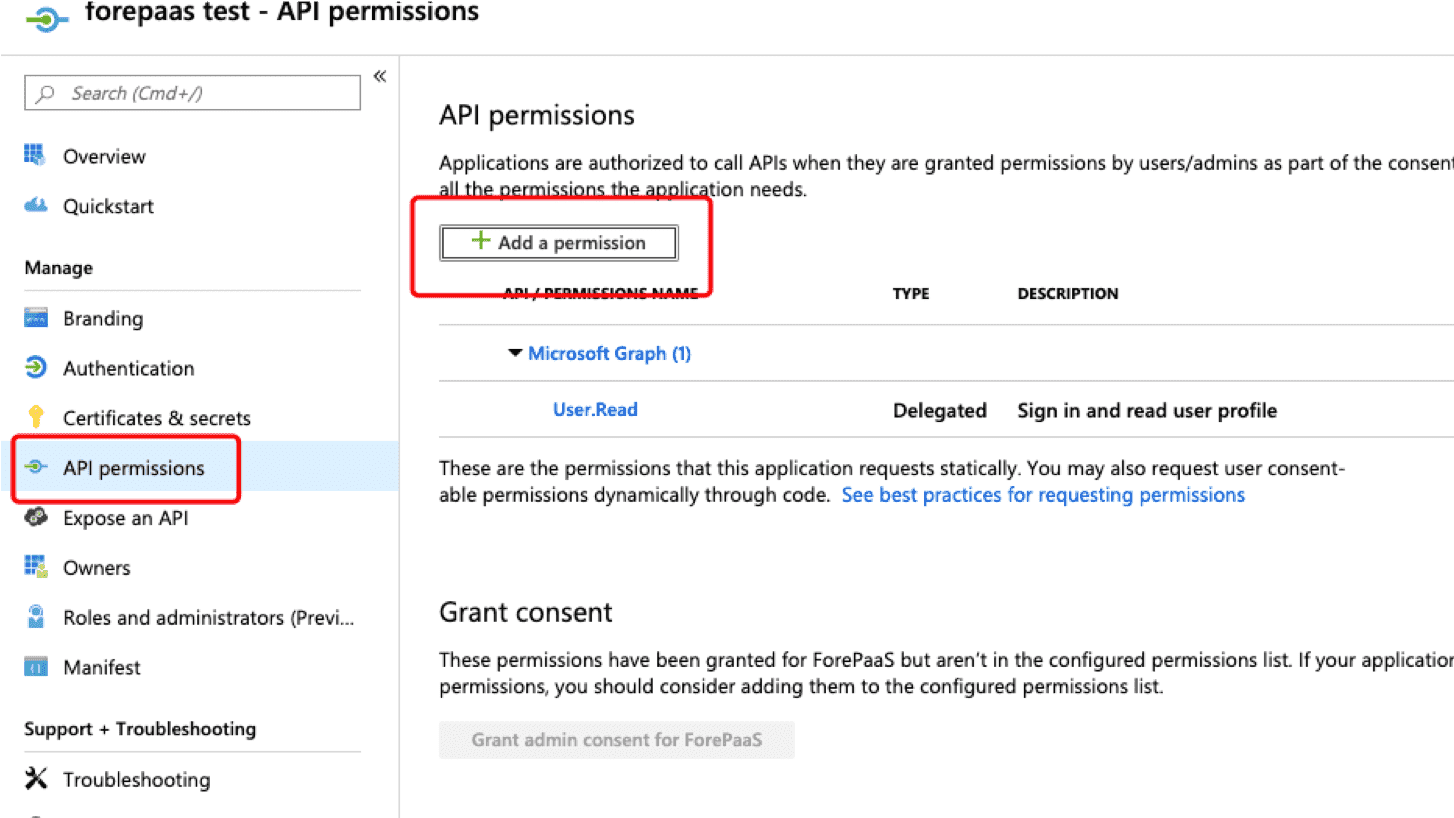 forepaas test - API permissions
«
Search (Cmd+/)
Overview
Quickstart
Manage
Branding
Authentication
Certificates & secrets
API permissions
Expose an API
Owners
Roles and administrators (Previ...
Manifest
Support + Troubleshooting
Troubleshooting
API permissions
Applications are authorized to call APIs when they are granted permissions by users/admins as part of the consent
all the permissions the application needs.
+ Add a permission
API / PERMISSIONS NAME TYPE DESCRIPTION
Microsoft Graph (1)
User.Read Delegated Sign in and read user profile
These are the permissions that this application requests statically. You may also request user consent-
able permissions dynamically through code. See best practices for requesting permissions
Grant consent
These permissions have been granted for ForePaaS but aren't in the configured permissions list. If your application
permissions, you should consider adding them to the configured permissions list.
Grant admin consent for ForePaaS